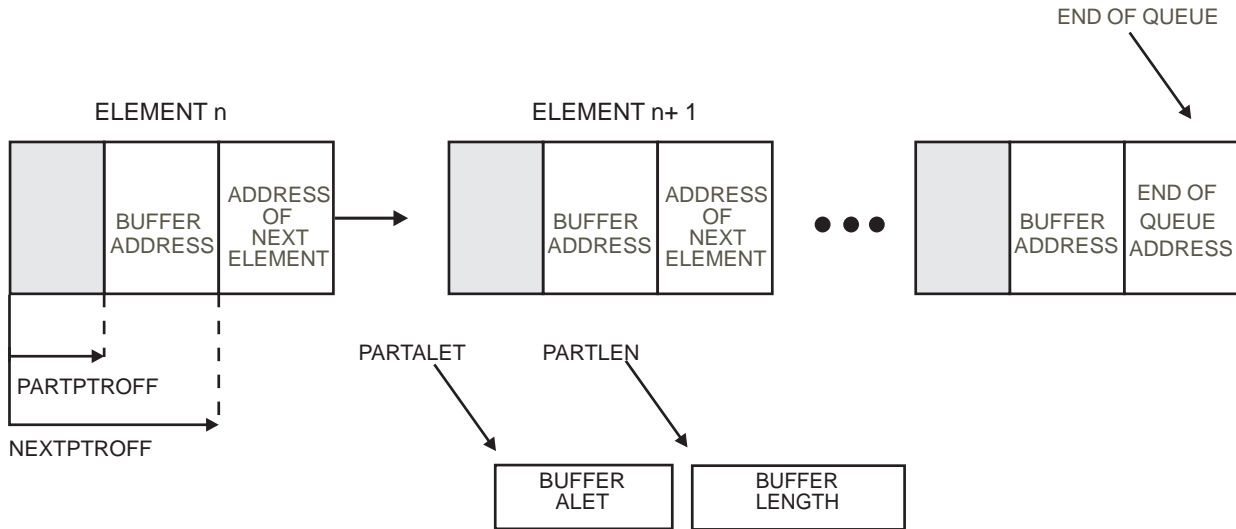 END OF QUEUE
ELEMENT n
ELEMENT n+ 1
BUFFER
ADDRESS
ADDRESS
OF
NEXT
ELEMENT
BUFFER
ADDRESS
ADDRESS
OF
NEXT
ELEMENT
BUFFER
ADDRESS
END OF
QUEUE
ADDRESS
PARTPTROFF
NEXTPTROFF
PARTALET
PARTLEN
BUFFER
ALET
BUFFER
LENGTH